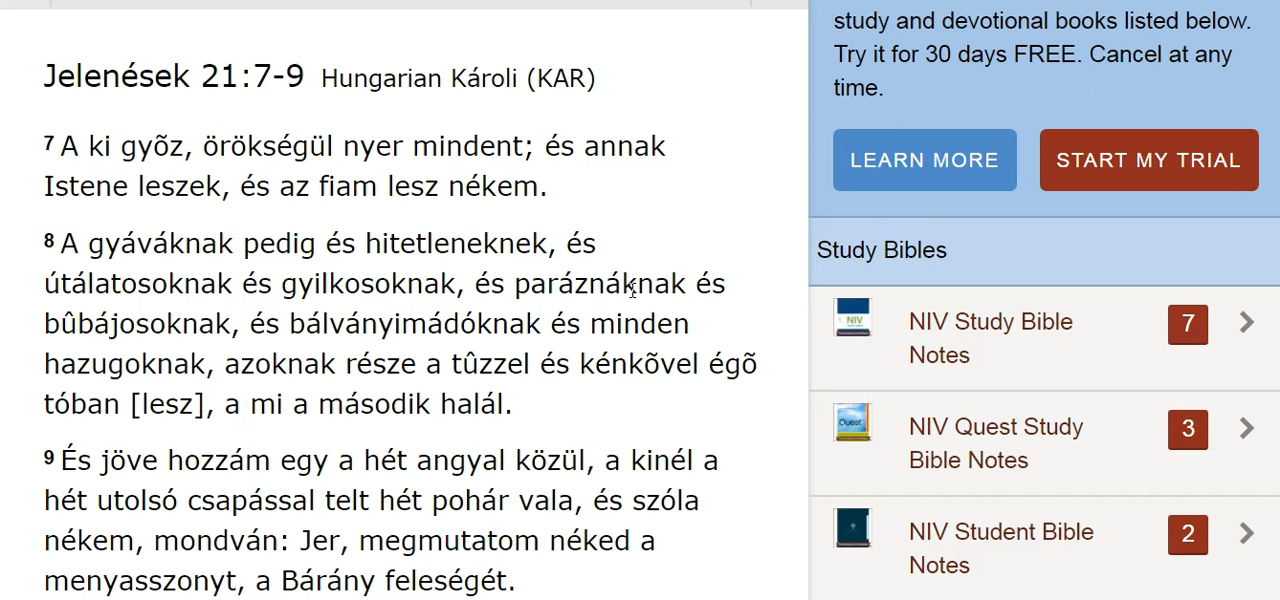 Jelenések 21:7-9 Hungarian Károli (KAR)
7 A ki gyõz, örökségül nyer mindent; és annak
Istene leszek, és az fiam lesz nékem.
8 A gyáváknak pedig és hitetleneknek, és
útálatosoknak és gyilkosoknak, és paráznáknak és
bûbájosoknak, és bálványimádóknak és minden
hazugoknak, azoknak része a tûzzel és kénkõvel égõ
tóban [lesz], a mi a második halál.
9 És jöve hozzám egy a hét angyal közül, a kinél a
hét utolsó csapással telt hét pohár vala, és szóla
nékem, mondván: Jer, megmutatom néked a
menyasszonyt, a Bárány feleségét.
study and devotional books listed below.
Try it for 30 days FREE. Cancel at any
time.
LEARN MORE START MY TRIAL
Study Bibles
NIV
NIV Study Bible 7
Notes
Quest
NIV Quest Study 3
Bible Notes
NIV Student Bible 2
Notes